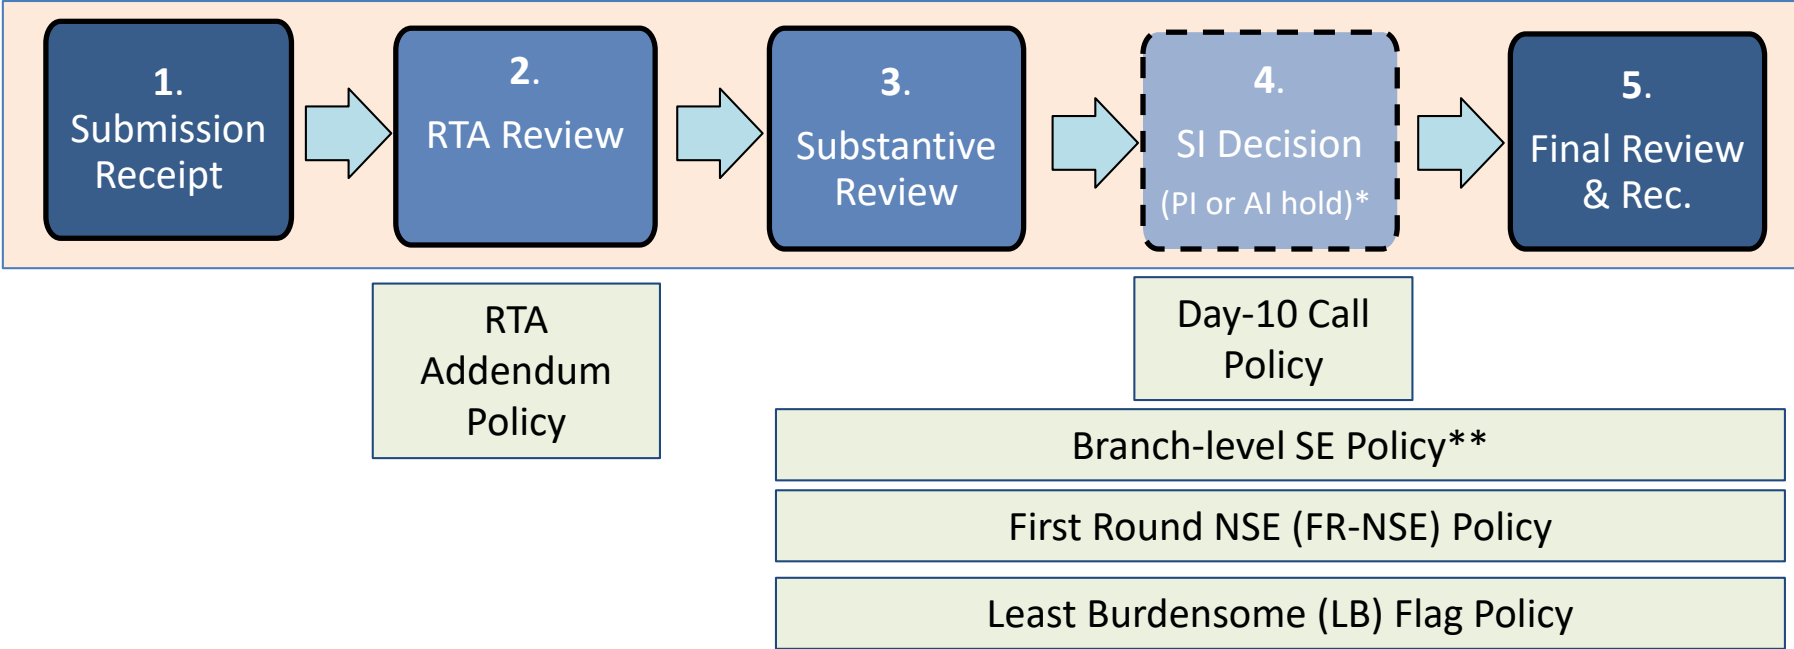 1.
Submission
Receipt
2.
RTA Review
3.
Substantive
Review
4.
SI Decision
(PI or AI hold)*
5.
Final Review
& Rec.
RTA
Addendum
Policy
Day-10 Call
Policy
Branch-level SE Policy**
First Round NSE (FR-NSE) Policy
Least Burdensome (LB) Flag Policy